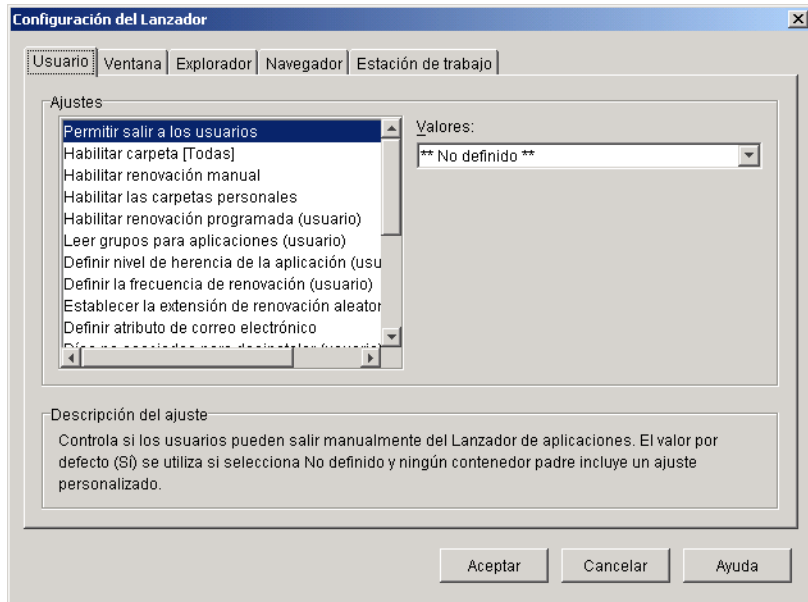 Configuración del Lanzador
Usuario Ventana Explorador Navegador Estación de trabajo
Ajustes
Permitir salir a los usuarios
Habilitar carpeta [Todas]
Habilitar renovación manual
Habilitar las carpetas personales
Habilitar renovación programada (usuario)
Leer grupos para aplicaciones (usuario)
Definir nivel de herencia de la aplicación (usu
Definir la frecuencia de renovación (usuario)
Establecer la extensión de renovación aleator
Definir atributo de correo electrónico
Valores:
** No definido **
Descripción del ajuste
Controla si los usuarios pueden salir manualmente del Lanzador de aplicaciones. El valor por
defecto (Sí) se utiliza si selecciona No definido y ningún contenedor padre incluye un ajuste
personalizado.
Aceptar Cancelar Ayuda